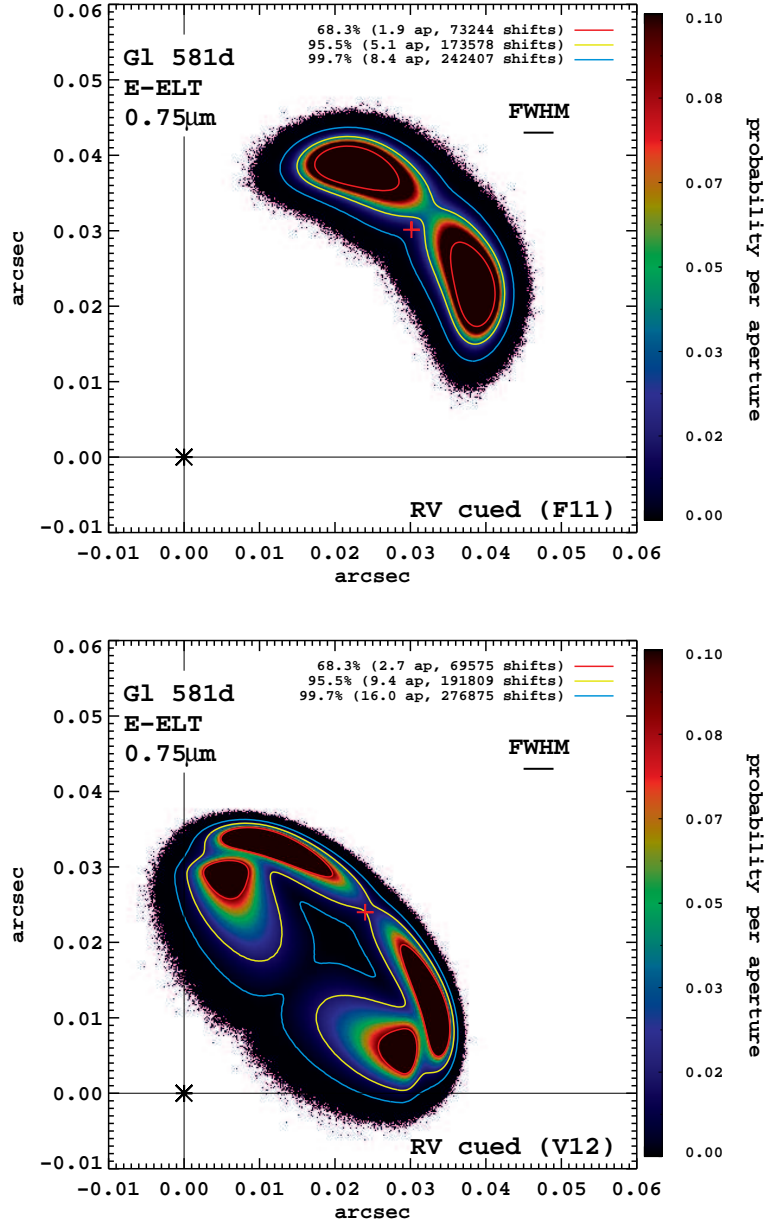 68.3% (1.9 ap, 73244 shifts)
95.5% (5.1 ap, 173578 shifts)
99.7% (8.4 ap, 242407 shifts)
Gl 581d
E-ELT
0.75μm
FWHM
RV cued (F11)
0.06
0.05
0.04
0.03
0.02
0.01
0.00
-0.01
arcsec
-0.01 0.00 0.01 0.02 0.03 0.04 0.05 0.06
arcsec
0.10
0.08
0.07
0.05
0.03
0.02
0.00
probability per aperture
68.3% (2.7 ap, 69575 shifts)
95.5% (9.4 ap, 191809 shifts)
99.7% (16.0 ap, 276875 shifts)
Gl 581d
E-ELT
0.75μm
FWHM
RV cued (V12)
0.06
0.05
0.04
0.03
0.02
0.01
0.00
-0.01
arcsec
-0.01 0.00 0.01 0.02 0.03 0.04 0.05 0.06
arcsec
0.10
0.08
0.07
0.05
0.03
0.02
0.00
probability per aperture